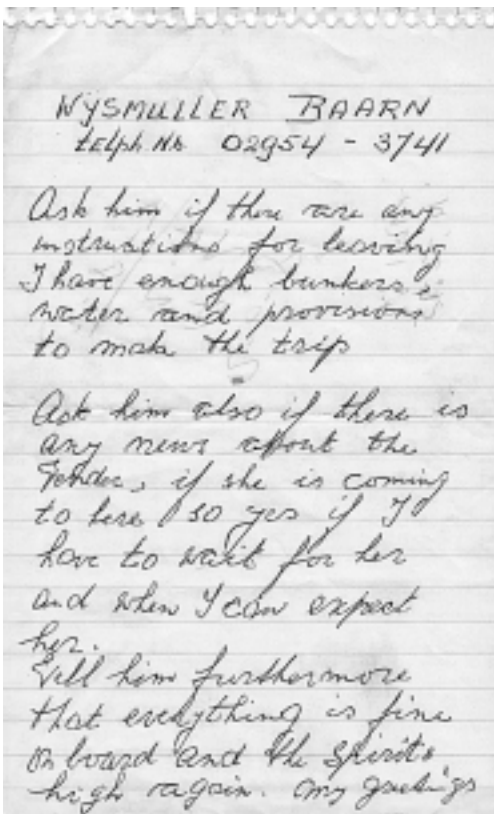 WYSMULLER BAARN
telph. No 02954 - 3741
Ask him if there are any
instructions for leaving
I have enough bunkers,
water and provisions
to make the trip
Ask him also if there is
any news about the
Tender, if she is coming
to here, so yes if I
have to wait for her
and when I can expect
her.
Tell him furthermore
that everything is fine
on board and the spirits
high again. My greetings